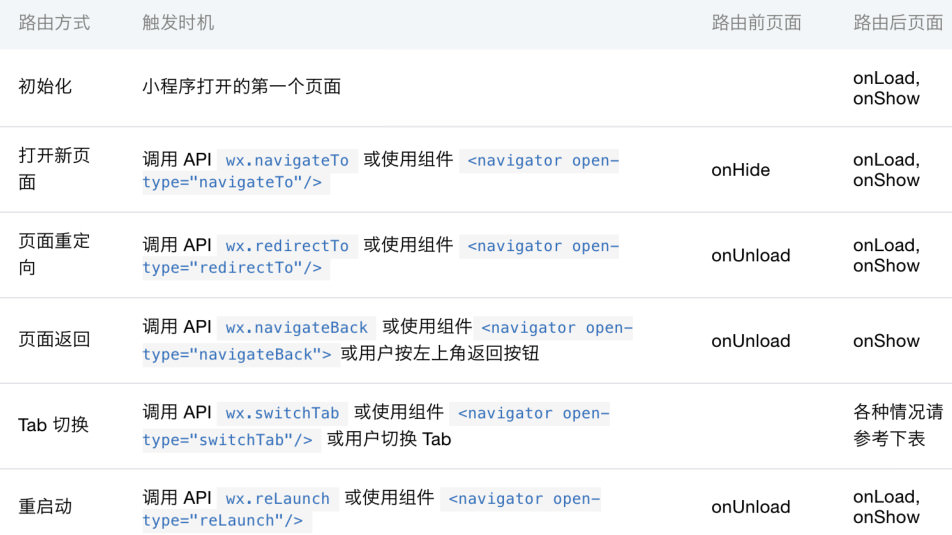 路由方式 触发时机 路由前页面 路由后页面
初始化 小程序打开的第一个页面 onLoad,
onShow
打开新页
面
调用 API wx.navigateTo 或使用组件 <navigator open-
type="navigateTo"/>
onHide
onLoad,
onShow
页面重定
向
调用 API wx.redirectTo 或使用组件 <navigator open-
type="redirectTo"/>
onUnload
onLoad,
onShow
页面返回
调用 API wx.navigateBack 或使用组件 <navigator open-
type="navigateBack"> 或用户按左上角返回按钮
onUnload
onShow
Tab 切换
调用 API wx.switchTab 或使用组件 <navigator open-
type="switchTab"/> 或用户切换 Tab
各种情况请
参考下表
重启动
调用 API wx.reLaunch 或使用组件 <navigator open-
type="reLaunch"/>
onUnload
onLoad,
onShow